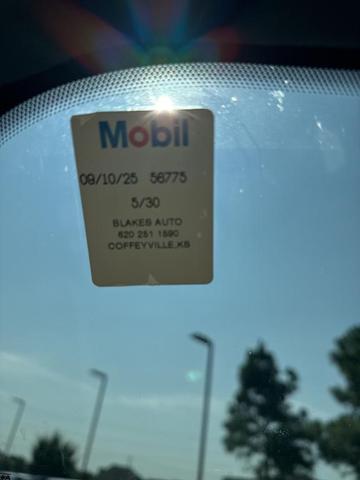 Mobil
09/10/25 56775
5/30
BLAKES AUTO
620 251 1590
COFFEYVILLE,KS